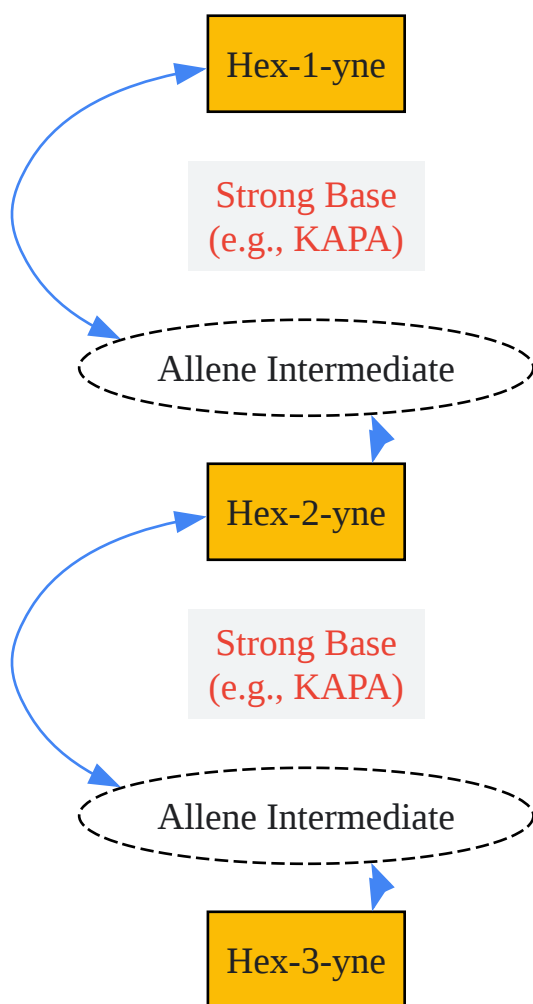 Hex-1-yne
Strong Base
(e.g., KAPA)
Allene Intermediate
Hex-2-yne
Strong Base
(e.g., KAPA)
Allene Intermediate
Hex-3-yne